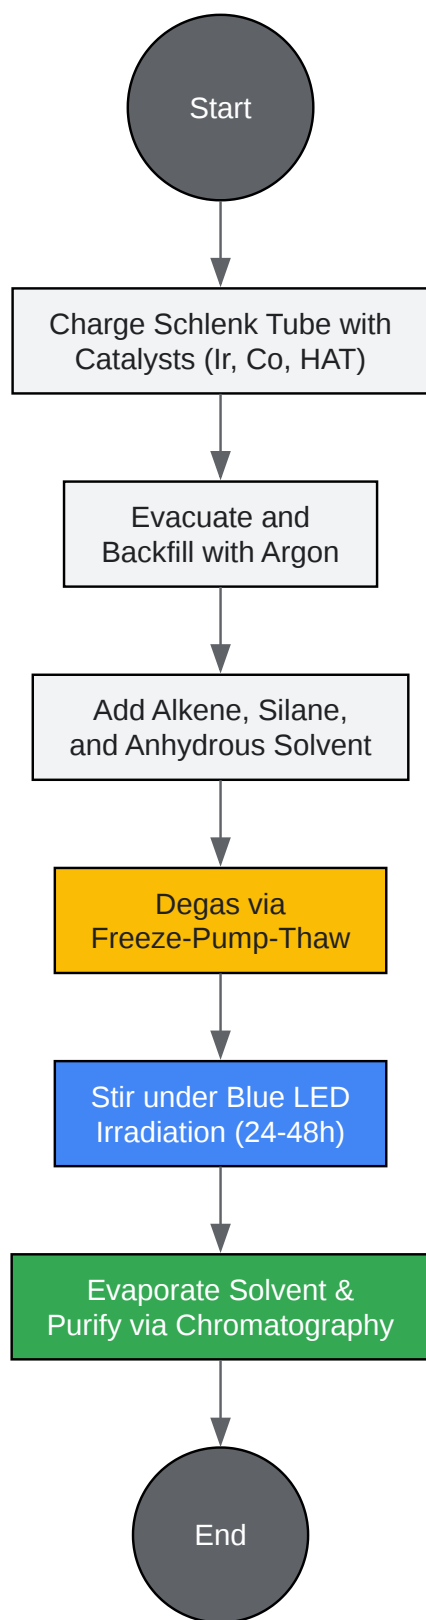 Start
Charge Schlenk Tube with
Catalysts (Ir, Co, HAT)
Evacuate and
Backfill with Argon
Add Alkene, Silane,
and Anhydrous Solvent
Degas via
Freeze-Pump-Thaw
Stir under Blue LED
Irradiation (24-48h)
Evaporate Solvent &
Purify via Chromatography
End